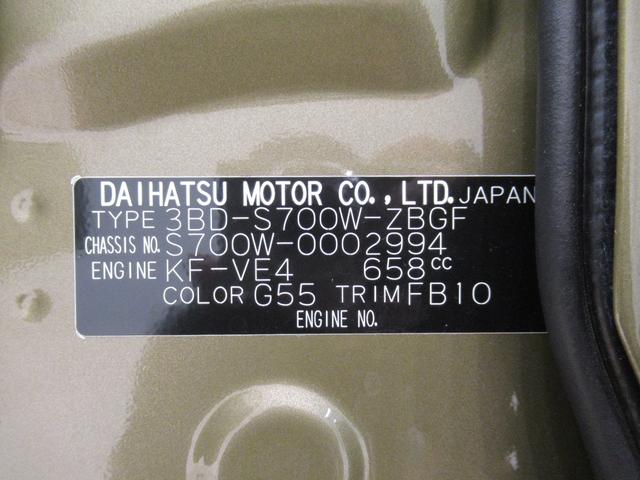 DAIHATSU MOTOR CO., LTD. JAPAN
TYPE 3BD-S700W-ZBGF
CHASSIS NO. S700W-0002994
ENGINE KF-VE4 658cc
COLOR G55 TRIM FB10
ENGINE NO.